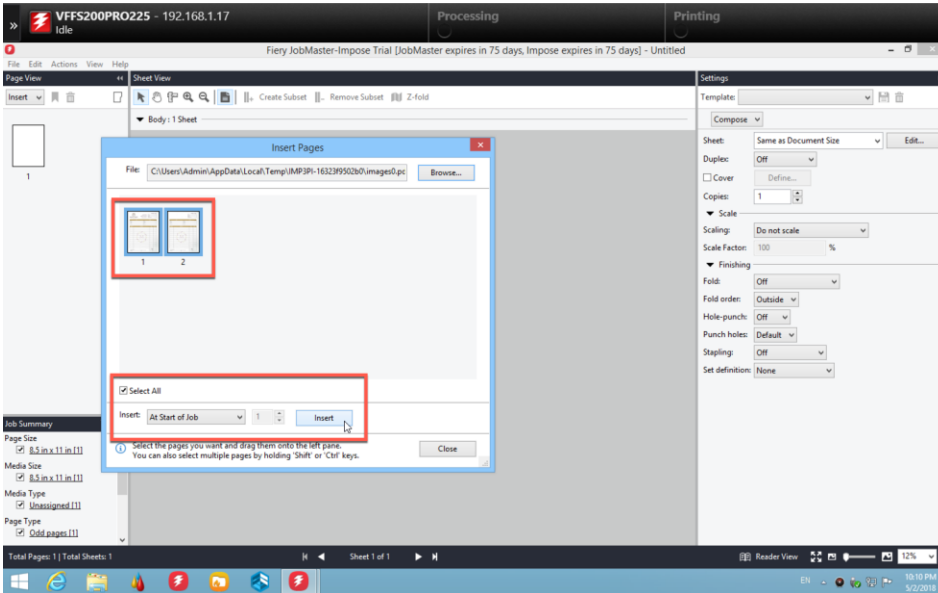 VFFS200PRO225 - 192.168.1.17
Idle
Processing
Printing
Fiery JobMaster-Impose Trial [JobMaster expires in 75 days, Impose expires in 75 days] - Untitled
File Edit Actions View Help
Page View
Sheet View
Settings
Insert
Create Subset Remove Subset Z-fold
Template:
Body : 1 Sheet
Compose
1
Insert Pages
File: C:\Users\Admin\AppData\Local\Temp\IMP3PI-16323f9502b0\images0.pc Browse...
1 2
Select All
Insert: At Start of Job 1 Insert
Select the pages you want and drag them onto the left pane.
You can also select multiple pages by holding 'Shift' or 'Ctrl' keys.
Close
Sheet: Same as Document Size Edit...
Duplex: Off
Cover Define...
Copies: 1
Scale
Scaling: Do not scale
Scale Factor: 100 %
Finishing
Fold: Off
Fold order: Outside
Hole-punch: Off
Punch holes: Default
Stapling: Off
Set definition: None
Job Summary
Page Size
8.5 in x 11 in [1]
Media Size
8.5 in x 11 in [1]
Media Type
Unassigned [1]
Page Type
Odd pages [1]
Total Pages: 1 | Total Sheets: 1
Sheet 1 of 1
Reader View
12%
EN
10:10 PM
5/2/2018